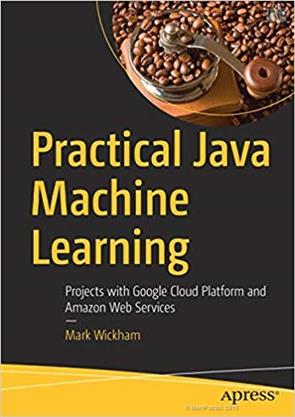 Practical Java
Machine
Learning
Projects with Google Cloud Platform and
Amazon Web Services
Mark Wickham
Apress®